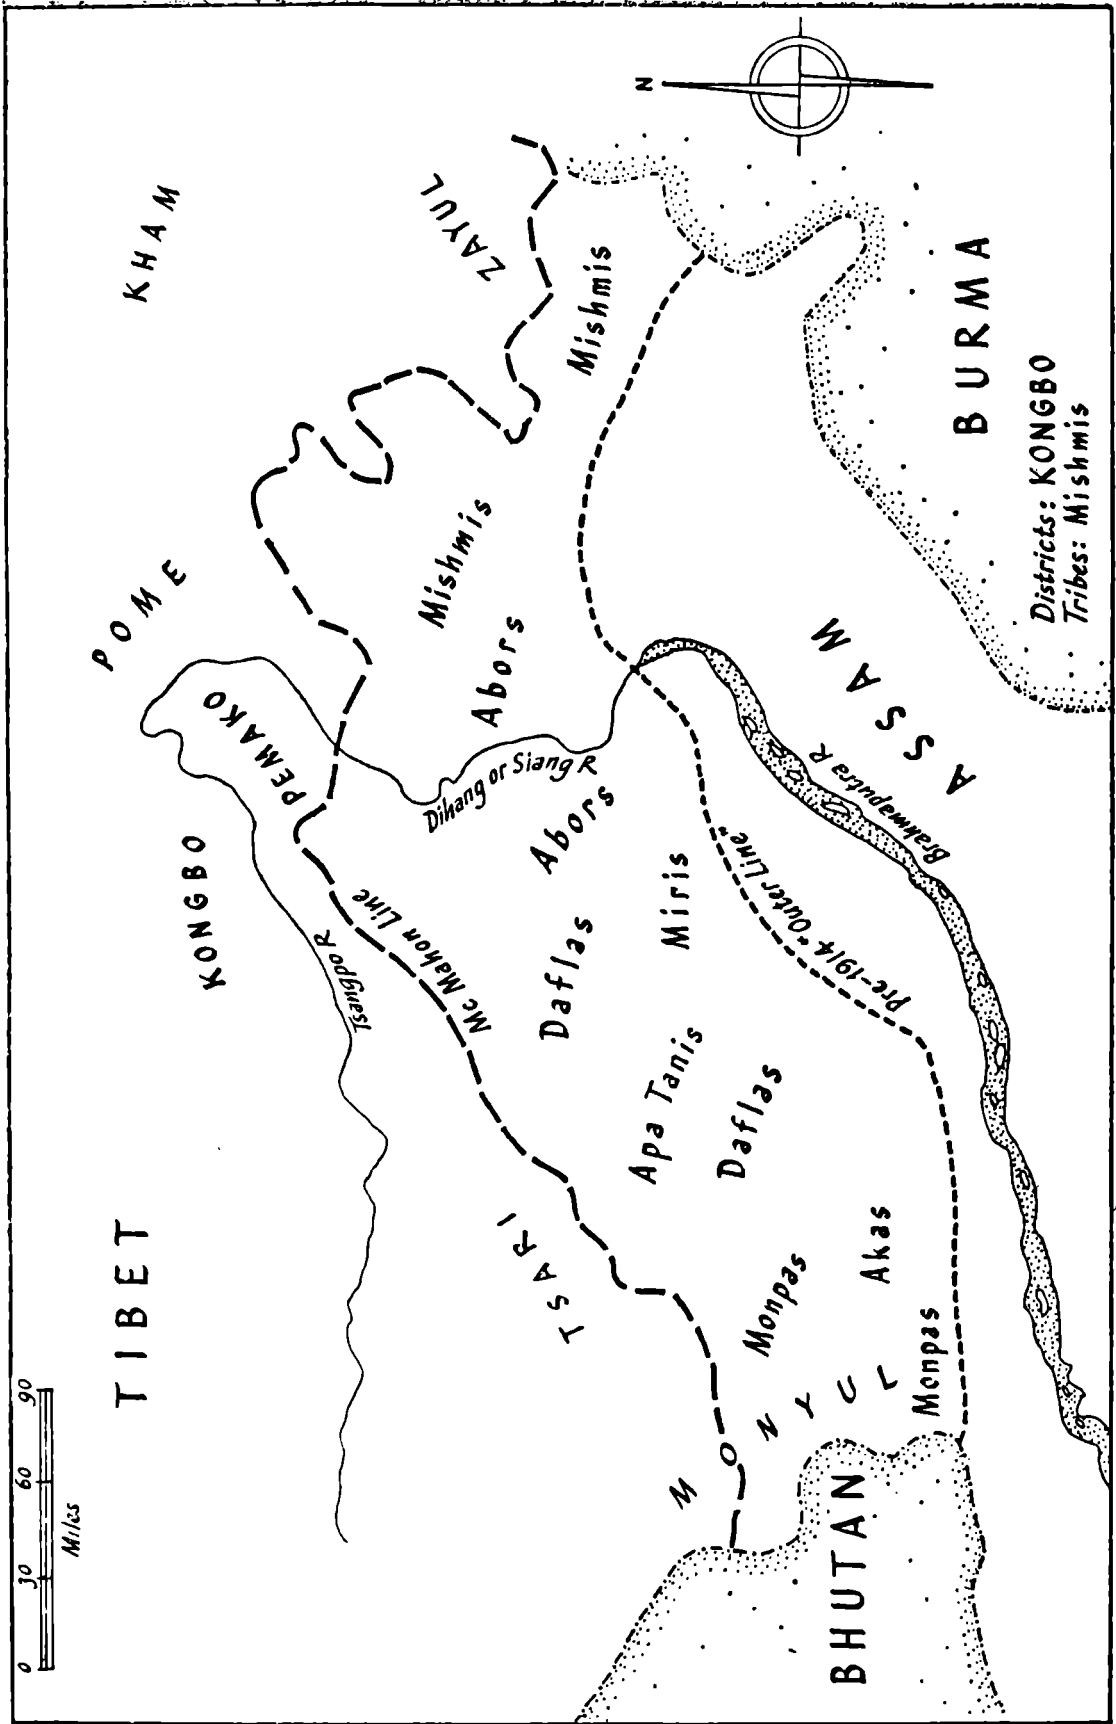 0 30 60 90
Miles
TIBET
KHAM
POME
ZAYUL
KONGBO
PEMAKO
Tsangpo R
Mc Mahon Line
Mishmis
Mishmis
Abors
Dihang or Siang R
Abors
Daflas
Miris
TSARI
Apa Tanis
Daflas
Pre-1914 "Outer Line"
Monpas
Akas
MONYUL
Monpas
BHUTAN
Brahmaputra R
ASSAM
BURMA
N
Districts: KONGBO
Tribes: Mishmis